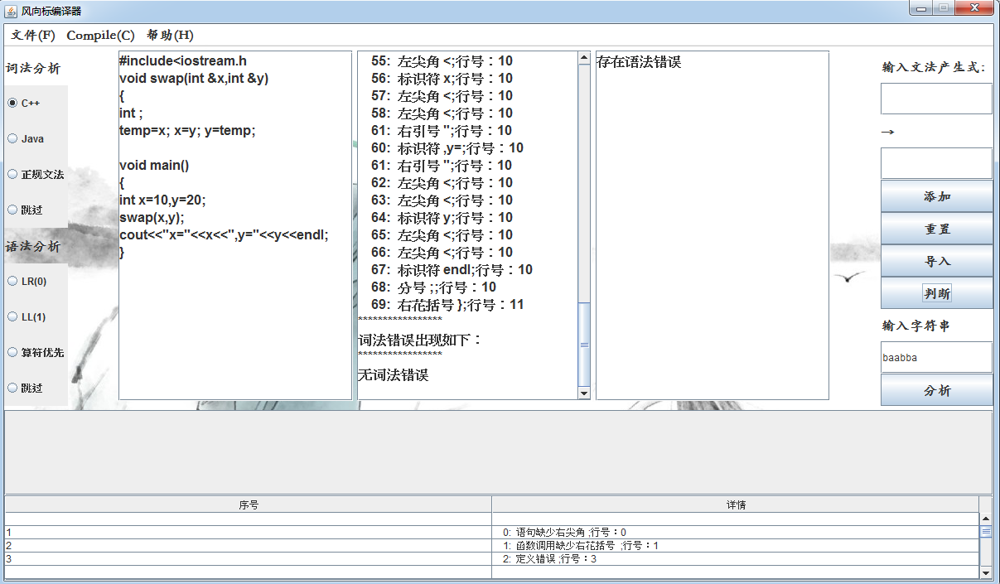 风向标编译器
文件(F) Compile(C) 帮助(H)
词法分析
C++
Java
正规文法
跳过
语法分析
LR(0)
LL(1)
算符优先
跳过
#include<iostream.h
void swap(int &x,int &y)
{
int ;
temp=x; x=y; y=temp;
void main()
{
int x=10,y=20;
swap(x,y);
cout<<"x="<<x<<",y="<<y<<endl;
}
55: 左尖角 <;行号：10
56: 标识符 x;行号：10
57: 左尖角 <;行号：10
58: 左尖角 <;行号：10
61: 右引号 ";行号：10
60: 标识符 ,y=;行号：10
61: 右引号 ";行号：10
62: 左尖角 <;行号：10
63: 左尖角 <;行号：10
64: 标识符 y;行号：10
65: 左尖角 <;行号：10
66: 左尖角 <;行号：10
67: 标识符 endl;行号：10
68: 分号 ;;行号：10
69: 右花括号 };行号：11
*****************
词法错误出现如下：
*****************
无词法错误
存在语法错误
输入文法产生式:
→
添加
重置
导入
判断
输入字符串
baabba
分析
序号 详情
1 0: 语句缺少右尖角 ;行号：0
2 1: 函数调用缺少右花括号 ;行号：1
3 2: 定义错误 ;行号：3